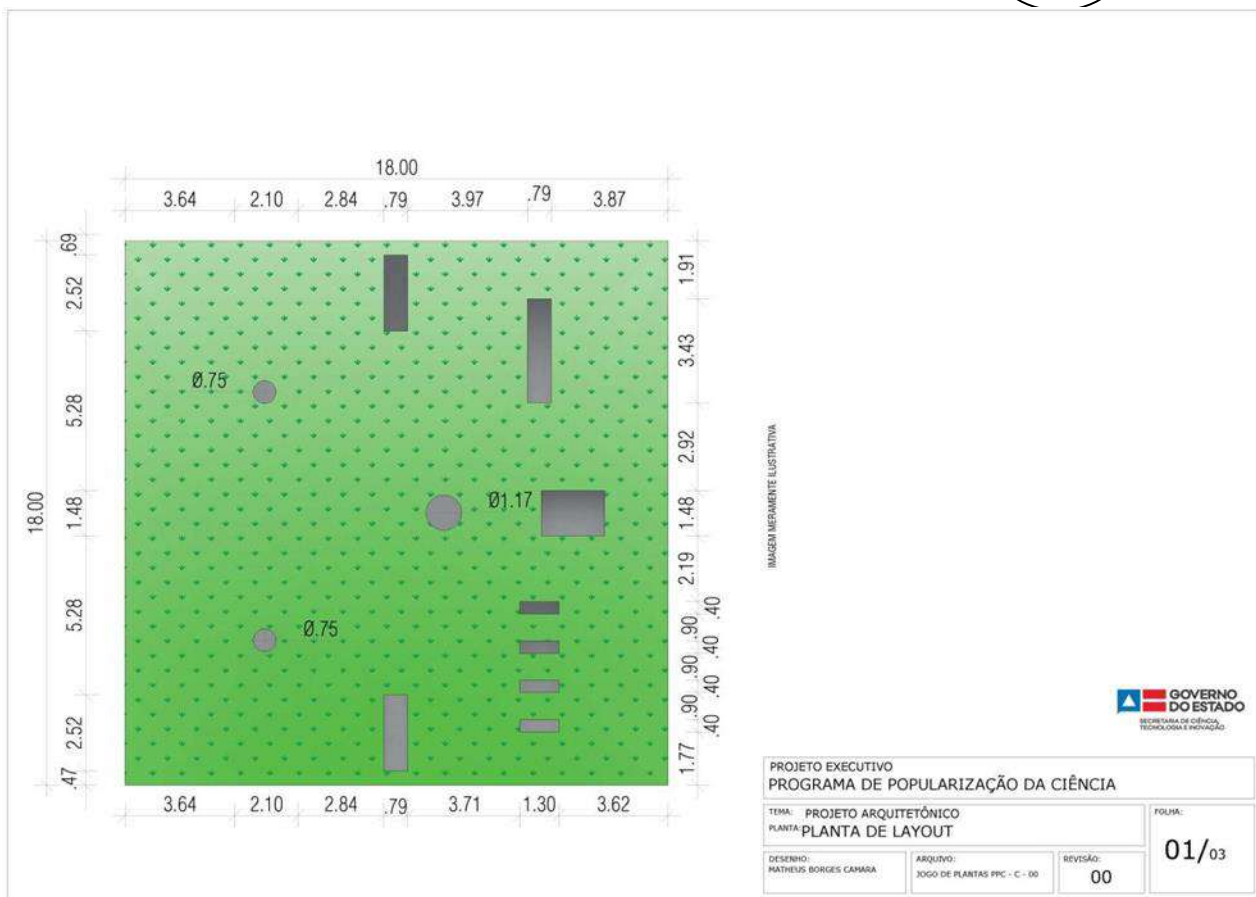 18.00
3.64 2.10 2.84 .79 3.97 .79 3.87
.69
2.52
5.28
1.48
5.28
2.52
.47
18.00
1.91
3.43
2.92
1.48
2.19
.40
.90
.40
.90
.40
.90
.40
1.77
Ø.75
Ø1.17
Ø.75
3.64 2.10 2.84 .79 3.71 1.30 3.62
IMAGEM MERAMENTE ILUSTRATIVA
GOVERNO
DO ESTADO
SECRETARIA DE CIÊNCIA,
TECNOLOGIA E INOVAÇÃO
PROJETO EXECUTIVO
PROGRAMA DE POPULARIZAÇÃO DA CIÊNCIA
TEMA: PROJETO ARQUITETÔNICO
PLANTA: PLANTA DE LAYOUT
FOLHA:
01/03
DESENHO:
MATHEUS BORGES CAMARA
ARQUIVO:
JOGO DE PLANTAS PPC - C - 00
REVISÃO:
00